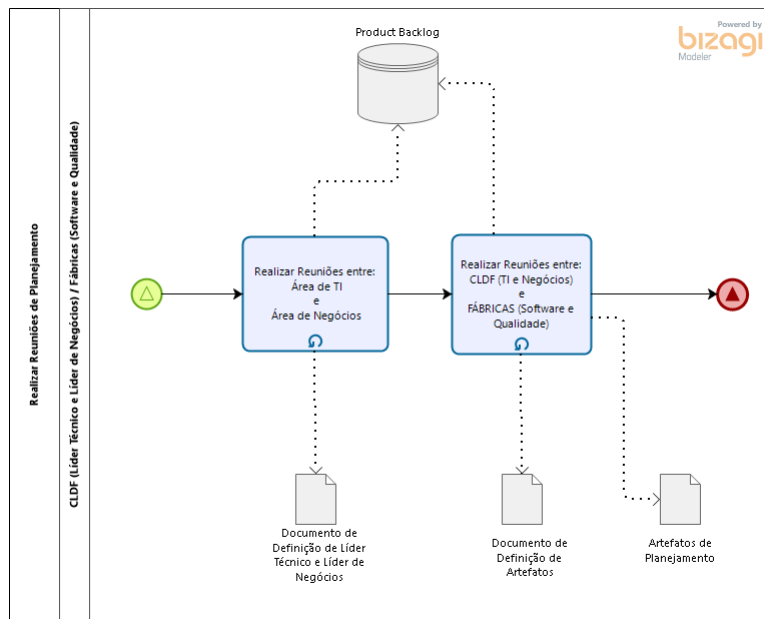 Realizar Reuniões de Planejamento
CLDF (Líder Técnico e Líder de Negócios) / Fábricas (Software e Qualidade)
Product Backlog
Powered by
bizagi
Modeler
Realizar Reuniões entre:
Área de TI
e
Área de Negócios
Realizar Reuniões entre:
CLDF (TI e Negócios)
e
FÁBRICAS (Software e
Qualidade)
Documento de
Definição de Líder
Técnico e Líder de
Negócios
Documento de
Definição de
Artefatos
Artefatos de
Planejamento